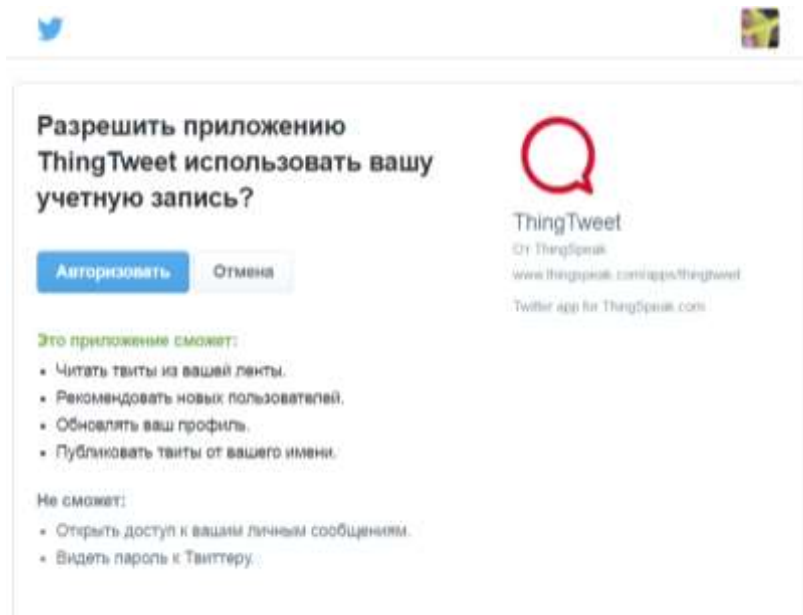 Разрешить приложению
ThingTweet использовать вашу
учетную запись?
Авторизовать
Отмена
Это приложение сможет:
• Читать твиты из вашей ленты.
• Рекомендовать новых пользователей.
• Обновлять ваш профиль.
• Публиковать твиты от вашего имени.
Не сможет:
• Открыть доступ к вашим личным сообщениям.
• Видеть пароль к Твиттеру.
ThingTweet
От ThingSpeak
www.thingspeak.com/apps/thingtweet
Twitter app for ThingSpeak.com